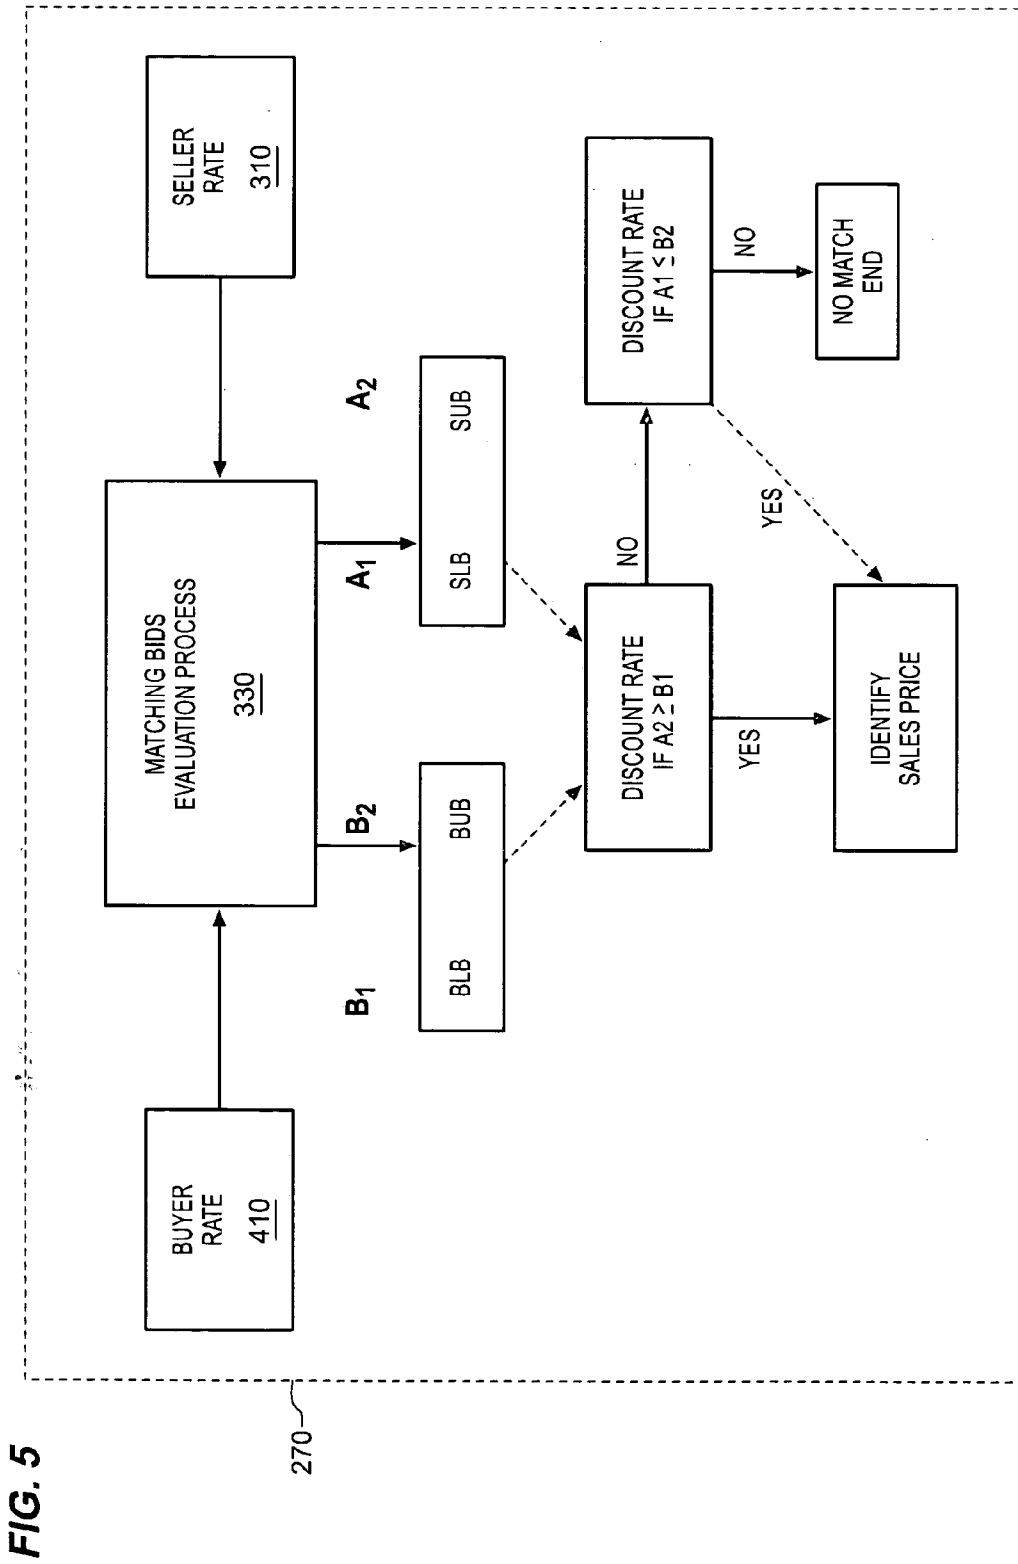 FIG. 5
270
BUYER
RATE
410
MATCHING BIDS
EVALUATION PROCESS
330
SELLER
RATE
310
B1
B2
A1
A2
BLB BUB
SLB SUB
DISCOUNT RATE
IF A2 ≥ B1
NO
DISCOUNT RATE
IF A1 ≤ B2
YES
YES
NO
IDENTIFY
SALES PRICE
NO MATCH
END